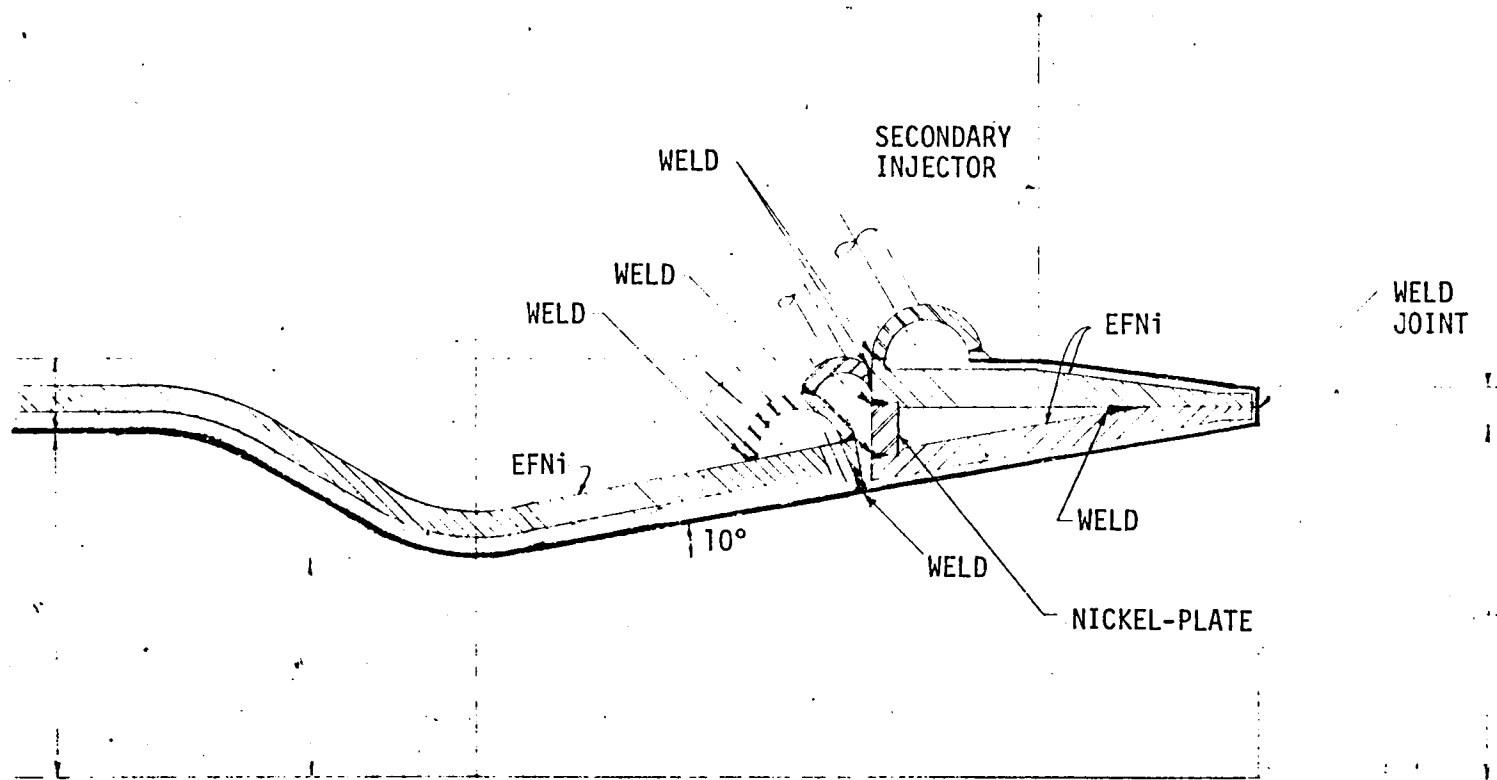 SECONDARY
INJECTOR
WELD
WELD
WELD
EFNi
WELD
JOINT
EFNi
WELD
10°
WELD
NICKEL-PLATE